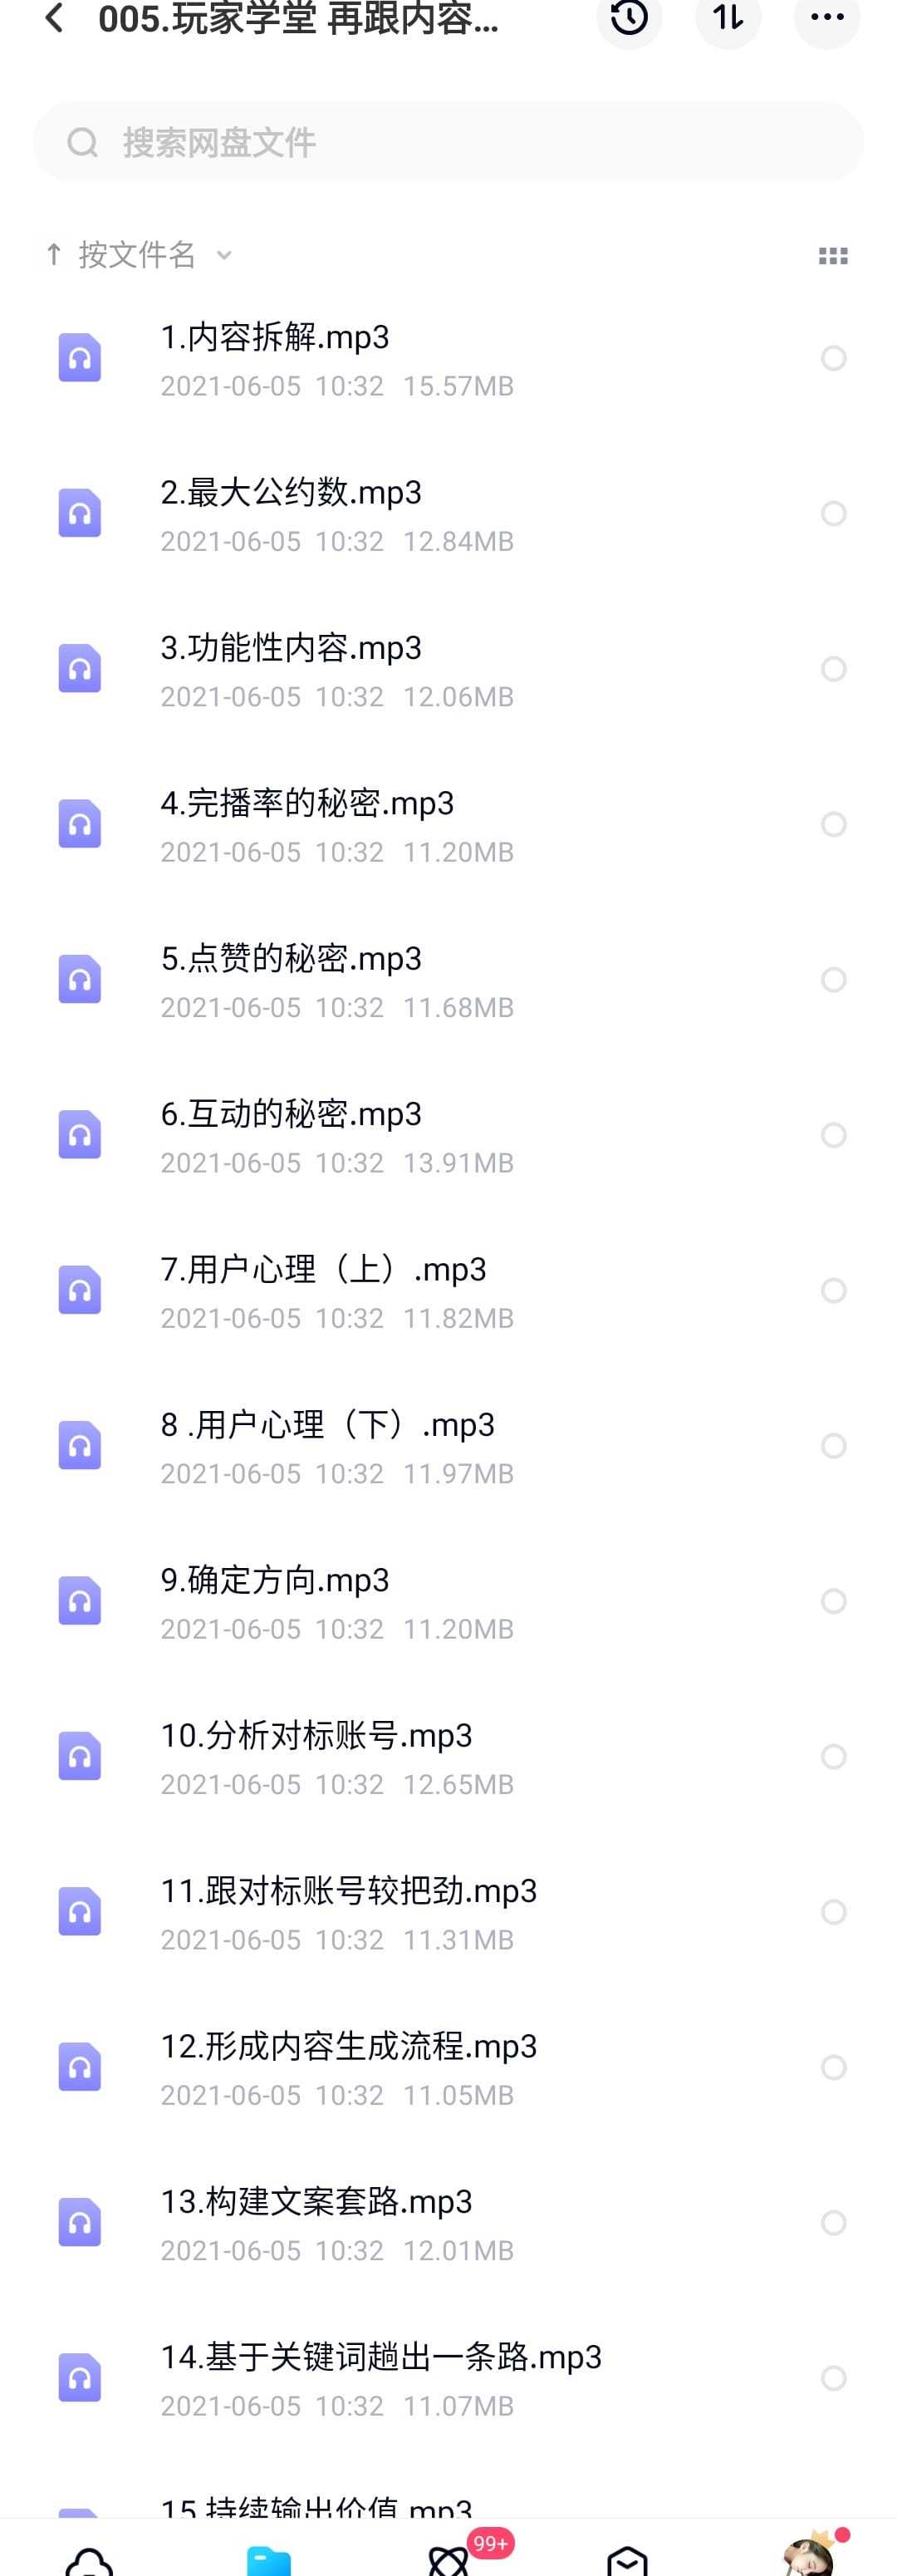 005.玩家学堂 再跟内容...
搜索网盘文件
按文件名
1.内容拆解.mp3
2021-06-05 10:32 15.57MB
2.最大公约数.mp3
2021-06-05 10:32 12.84MB
3.功能性内容.mp3
2021-06-05 10:32 12.06MB
4.完播率的秘密.mp3
2021-06-05 10:32 11.20MB
5.点赞的秘密.mp3
2021-06-05 10:32 11.68MB
6.互动的秘密.mp3
2021-06-05 10:32 13.91MB
7.用户心理（上）.mp3
2021-06-05 10:32 11.82MB
8 .用户心理（下）.mp3
2021-06-05 10:32 11.97MB
9.确定方向.mp3
2021-06-05 10:32 11.20MB
10.分析对标账号.mp3
2021-06-05 10:32 12.65MB
11.跟对标账号较把劲.mp3
2021-06-05 10:32 11.31MB
12.形成内容生成流程.mp3
2021-06-05 10:32 11.05MB
13.构建文案套路.mp3
2021-06-05 10:32 12.01MB
14.基于关键词趟出一条路.mp3
2021-06-05 10:32 11.07MB
15.持续输出价值.mp3
99+